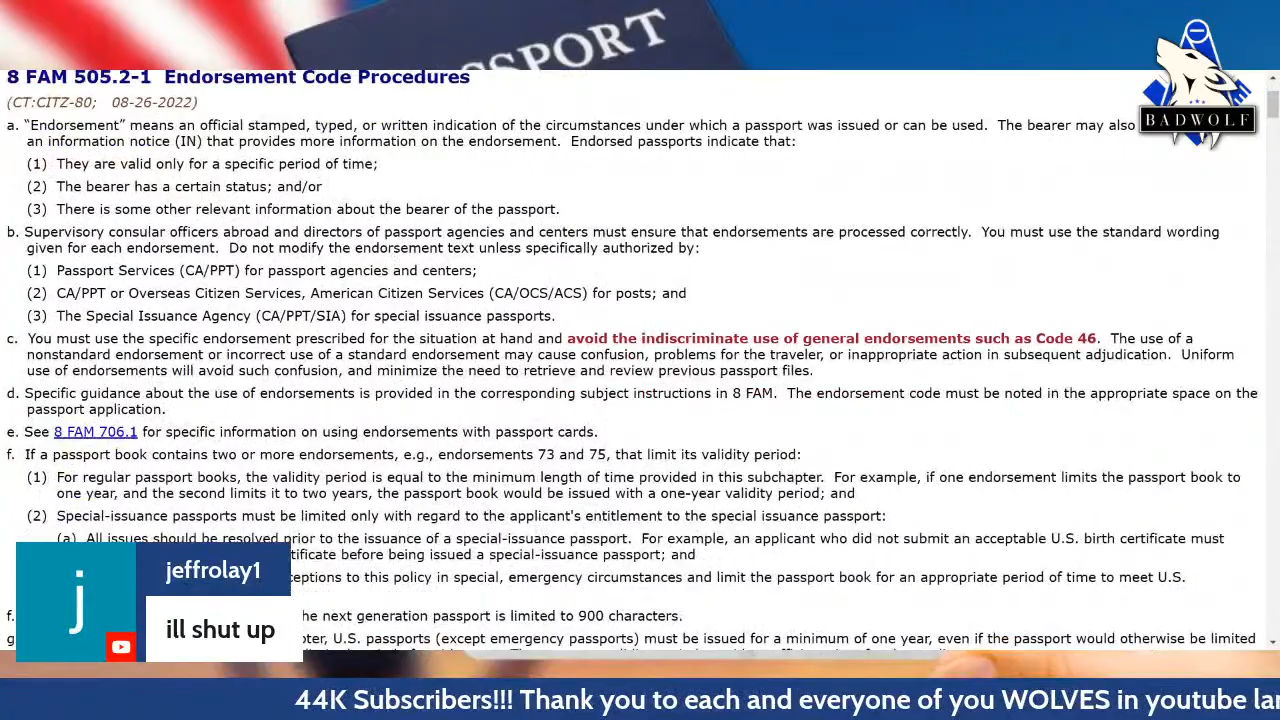 PASSPORT
8 FAM 505.2-1  Endorsement Code Procedures
(CT:CITZ-80;   08-26-2022)
a. “Endorsement” means an official stamped, typed, or written indication of the circumstances under which a passport was issued or can be used.  The bearer may also
an information notice (IN) that provides more information on the endorsement.  Endorsed passports indicate that:
(1)  They are valid only for a specific period of time;
(2)  The bearer has a certain status; and/or
(3)  There is some other relevant information about the bearer of the passport.
b. Supervisory consular officers abroad and directors of passport agencies and centers must ensure that endorsements are processed correctly.  You must use the standard wording
given for each endorsement.  Do not modify the endorsement text unless specifically authorized by:
(1)  Passport Services (CA/PPT) for passport agencies and centers;
(2)  CA/PPT or Overseas Citizen Services, American Citizen Services (CA/OCS/ACS) for posts; and
(3)  The Special Issuance Agency (CA/PPT/SIA) for special issuance passports.
c.  You must use the specific endorsement prescribed for the situation at hand and avoid the indiscriminate use of general endorsements such as Code 46.  The use of a
nonstandard endorsement or incorrect use of a standard endorsement may cause confusion, problems for the traveler, or inappropriate action in subsequent adjudication.  Uniform
use of endorsements will avoid such confusion, and minimize the need to retrieve and review previous passport files.
d. Specific guidance about the use of endorsements is provided in the corresponding subject instructions in 8 FAM.  The endorsement code must be noted in the appropriate space on the
passport application.
e. See 8 FAM 706.1 for specific information on using endorsements with passport cards.
f.  If a passport book contains two or more endorsements, e.g., endorsements 73 and 75, that limit its validity period:
(1)  For regular passport books, the validity period is equal to the minimum length of time provided in this subchapter.  For example, if one endorsement limits the passport book to
one year, and the second limits it to two years, the passport book would be issued with a one-year validity period; and
(2)  Special-issuance passports must be limited only with regard to the applicant's entitlement to the special issuance passport:
(a)  All issues should be resolved prior to the issuance of a special-issuance passport.  For example, an applicant who did not submit an acceptable U.S. birth certificate must
tificate before being issued a special-issuance passport; and
ceptions to this policy in special, emergency circumstances and limit the passport book for an appropriate period of time to meet U.S.
f. he next generation passport is limited to 900 characters.
g ter, U.S. passports (except emergency passports) must be issued for a minimum of one year, even if the passport would otherwise be limited
BADWOLF
j
jeffrolay1
ill shut up
44K Subscribers!!! Thank you to each and everyone of you WOLVES in youtube la